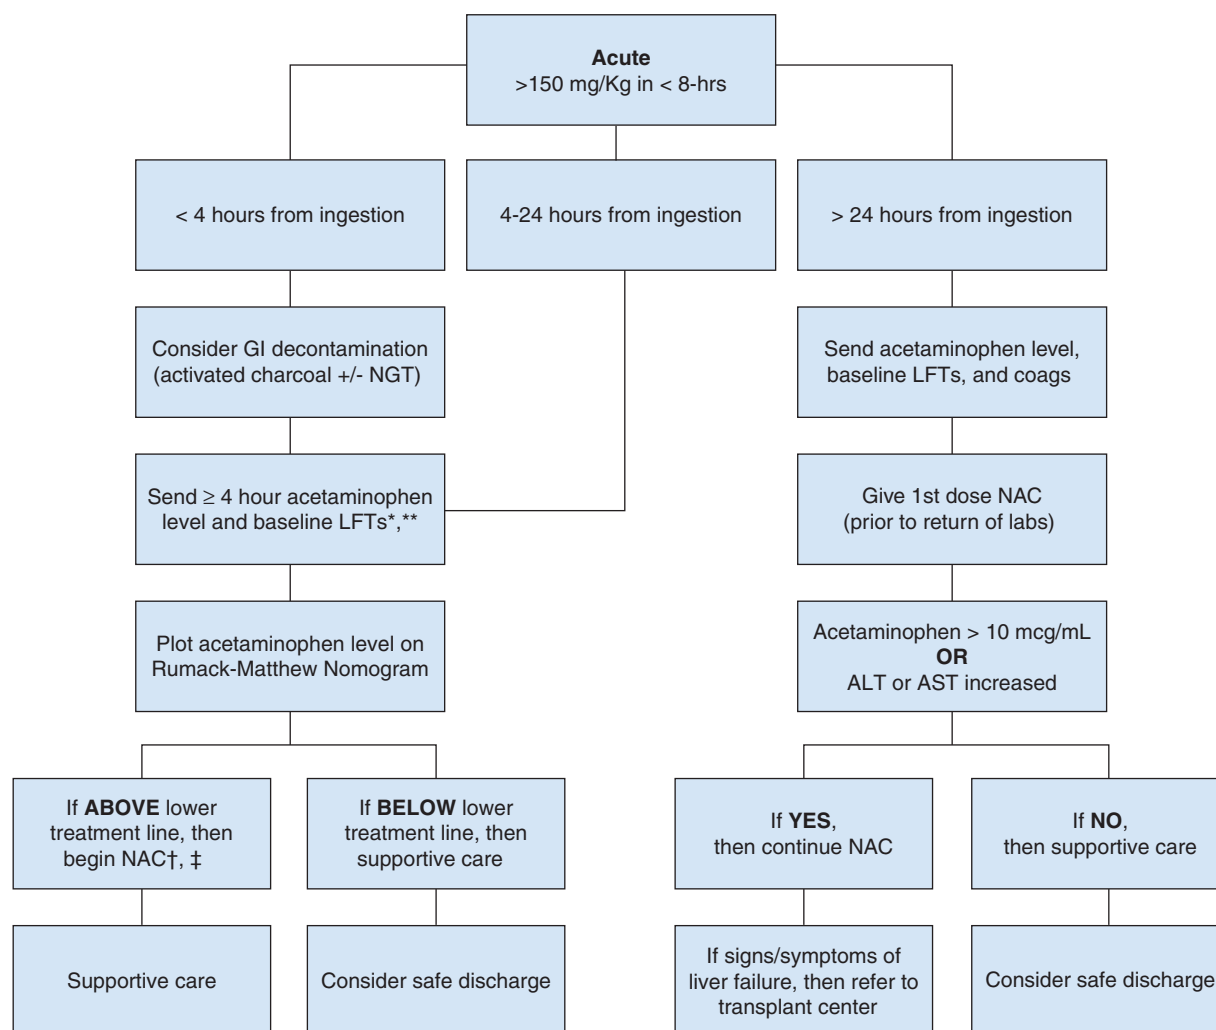 Acute
>150 mg/Kg in < 8-hrs
< 4 hours from ingestion
4-24 hours from ingestion
> 24 hours from ingestion
Consider GI decontamination
(activated charcoal +/- NGT)
Send acetaminophen level,
baseline LFTs, and coags
Send ≥ 4 hour acetaminophen
level and baseline LFTs*,**
Give 1st dose NAC
(prior to return of labs)
Plot acetaminophen level on
Rumack-Matthew Nomogram
Acetaminophen > 10 mcg/mL
OR
ALT or AST increased
If ABOVE lower
treatment line, then
begin NAC†, ‡
If BELOW lower
treatment line, then
supportive care
If YES,
then continue NAC
If NO,
then supportive care
Supportive care
Consider safe discharge
If signs/symptoms of
liver failure, then refer to
transplant center
Consider safe discharge